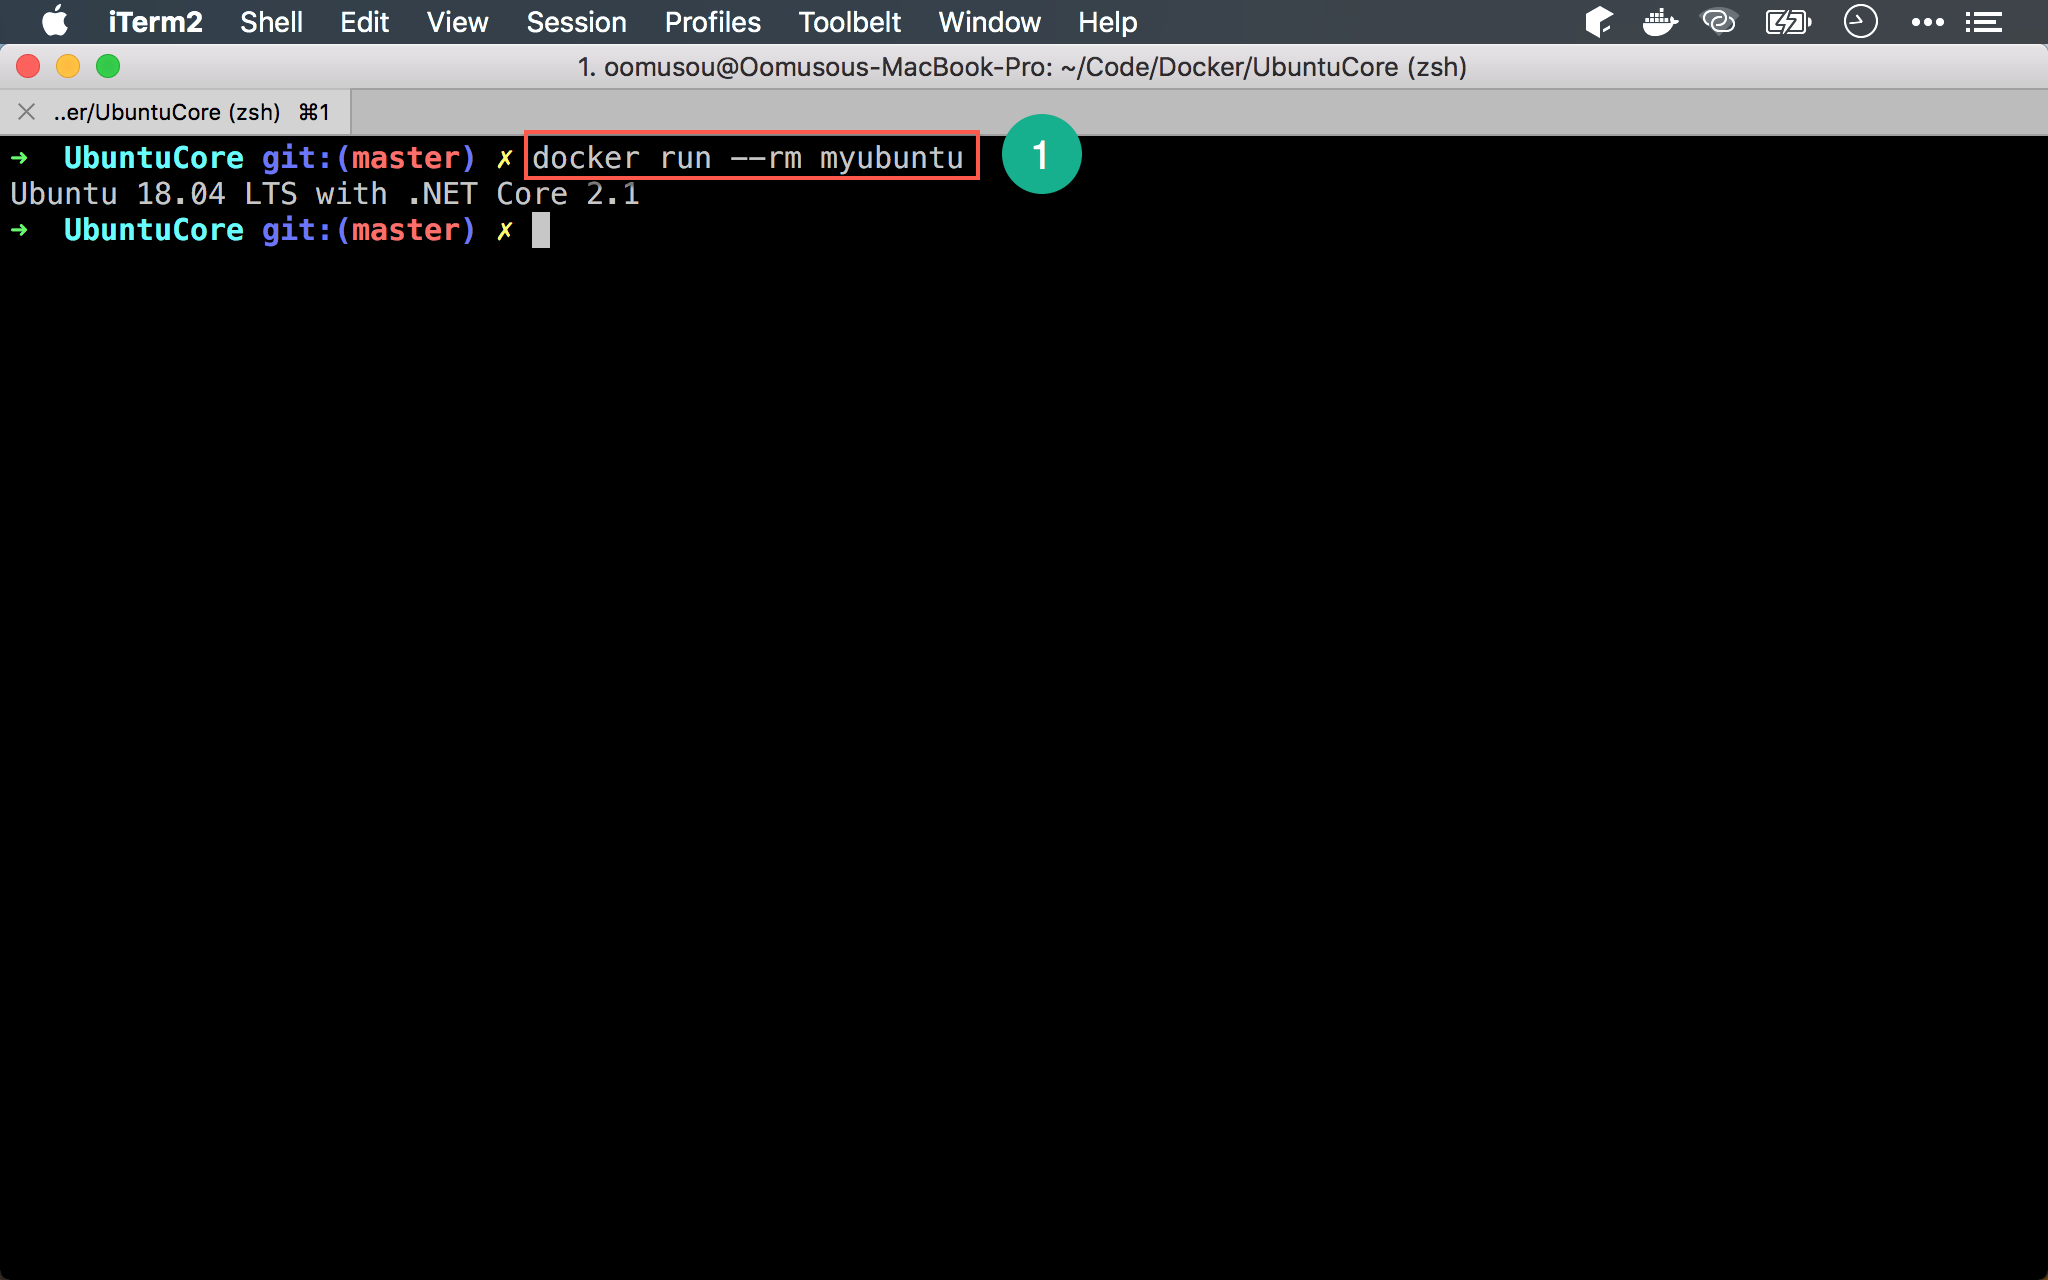 iTerm2 Shell Edit View Session Profiles Toolbelt Window Help
1. oomusou@Oomusous-MacBook-Pro: ~/Code/Docker/UbuntuCore (zsh)
..er/UbuntuCore (zsh) ⌘1
➜ UbuntuCore git:(master) ✗ docker run --rm myubuntu 1
Ubuntu 18.04 LTS with .NET Core 2.1
➜ UbuntuCore git:(master) ✗